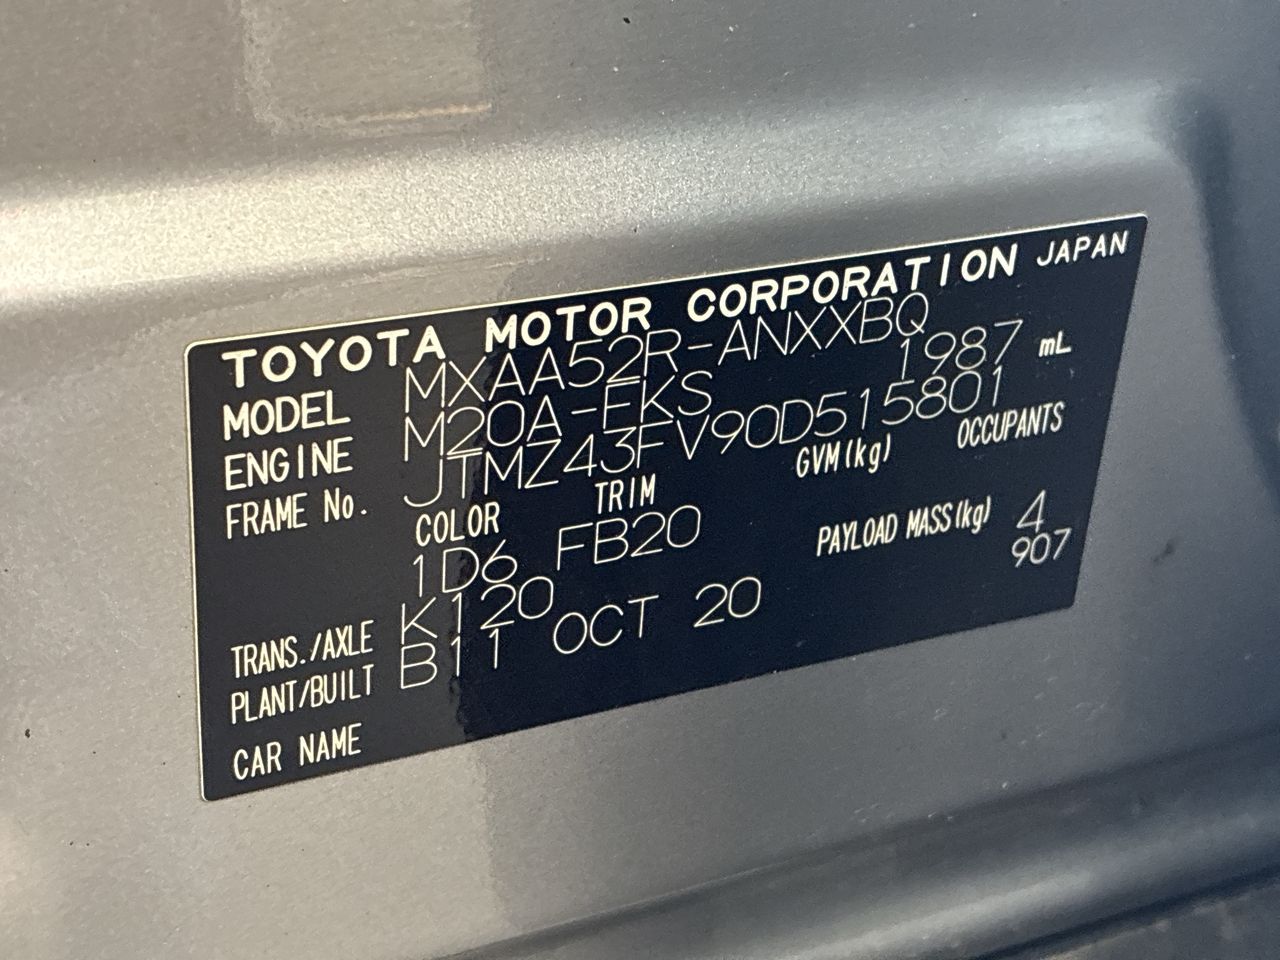 TOYOTA MOTOR CORPORATION JAPAN
MODEL MXAA52R-ANXXBQ
ENGINE M20A-FKS 1987 mL
FRAME No. JTMZ43FV90D515801
COLOR TRIM GVM(kg) OCCUPANTS
1D6 FB20 PAYLOAD MASS(kg) 4
907
TRANS./AXLE K120
PLANT/BUILT B11 OCT 20
CAR NAME